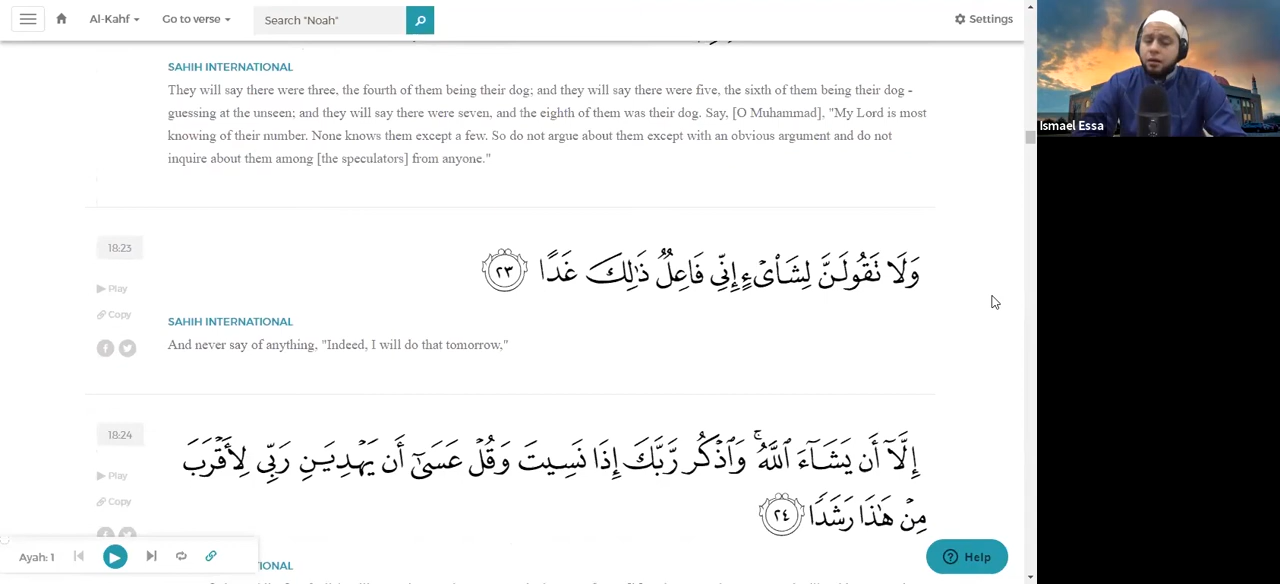 Al-Kahf
Go to verse
Search "Noah"
Settings
SAHIH INTERNATIONAL
They will say there were three, the fourth of them being their dog; and they will say there were five, the sixth of them being their dog -
guessing at the unseen; and they will say there were seven, and the eighth of them was their dog. Say, [O Muhammad], "My Lord is most
knowing of their number. None knows them except a few. So do not argue about them except with an obvious argument and do not
inquire about them among [the speculators] from anyone."
18:23
وَلَا تَقُولَنَّ لِشَا۟ىْءٍ إِنِّى فَاعِلٌ ذَٰلِكَ غَدًا ٢٣
Play
Copy
SAHIH INTERNATIONAL
And never say of anything, "Indeed, I will do that tomorrow,"
18:24
إِلَّآ أَن يَشَآءَ ٱللَّهُ ۚ وَٱذْكُر رَّبَّكَ إِذَا نَسِيتَ وَقُلْ عَسَىٰٓ أَن يَهْدِيَنِ رَبِّى لِأَقْرَبَ
مِنْ هَٰذَا رَشَدًا ٢٤
Play
Copy
Ayah: 1
Help
ONAL
Ismael Essa